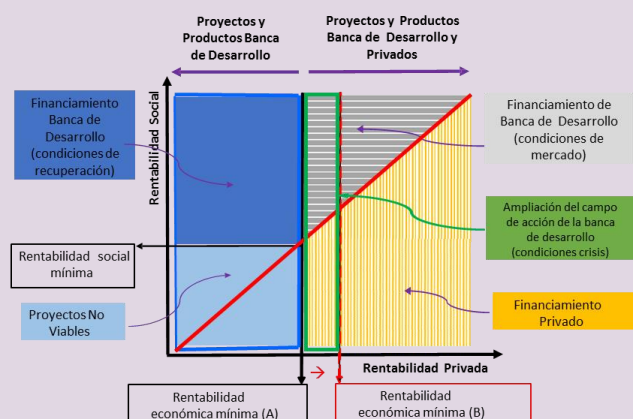 Proyectos y
Productos Banca
de Desarrollo
Proyectos y Productos
Banca de Desarrollo y
Privados
Financiamiento
Banca de
Desarrollo
(condiciones de
recuperación)
Rentabilidad Social
Financiamiento de
Banca de Desarrollo
(condiciones de
mercado)
Ampliación del campo
de acción de la banca
de desarrollo
(condiciones crisis)
Rentabilidad social
mínima
Proyectos No
Viables
Financiamiento
Privado
Rentabilidad Privada
Rentabilidad
económica mínima (A)
Rentabilidad
económica mínima (B)